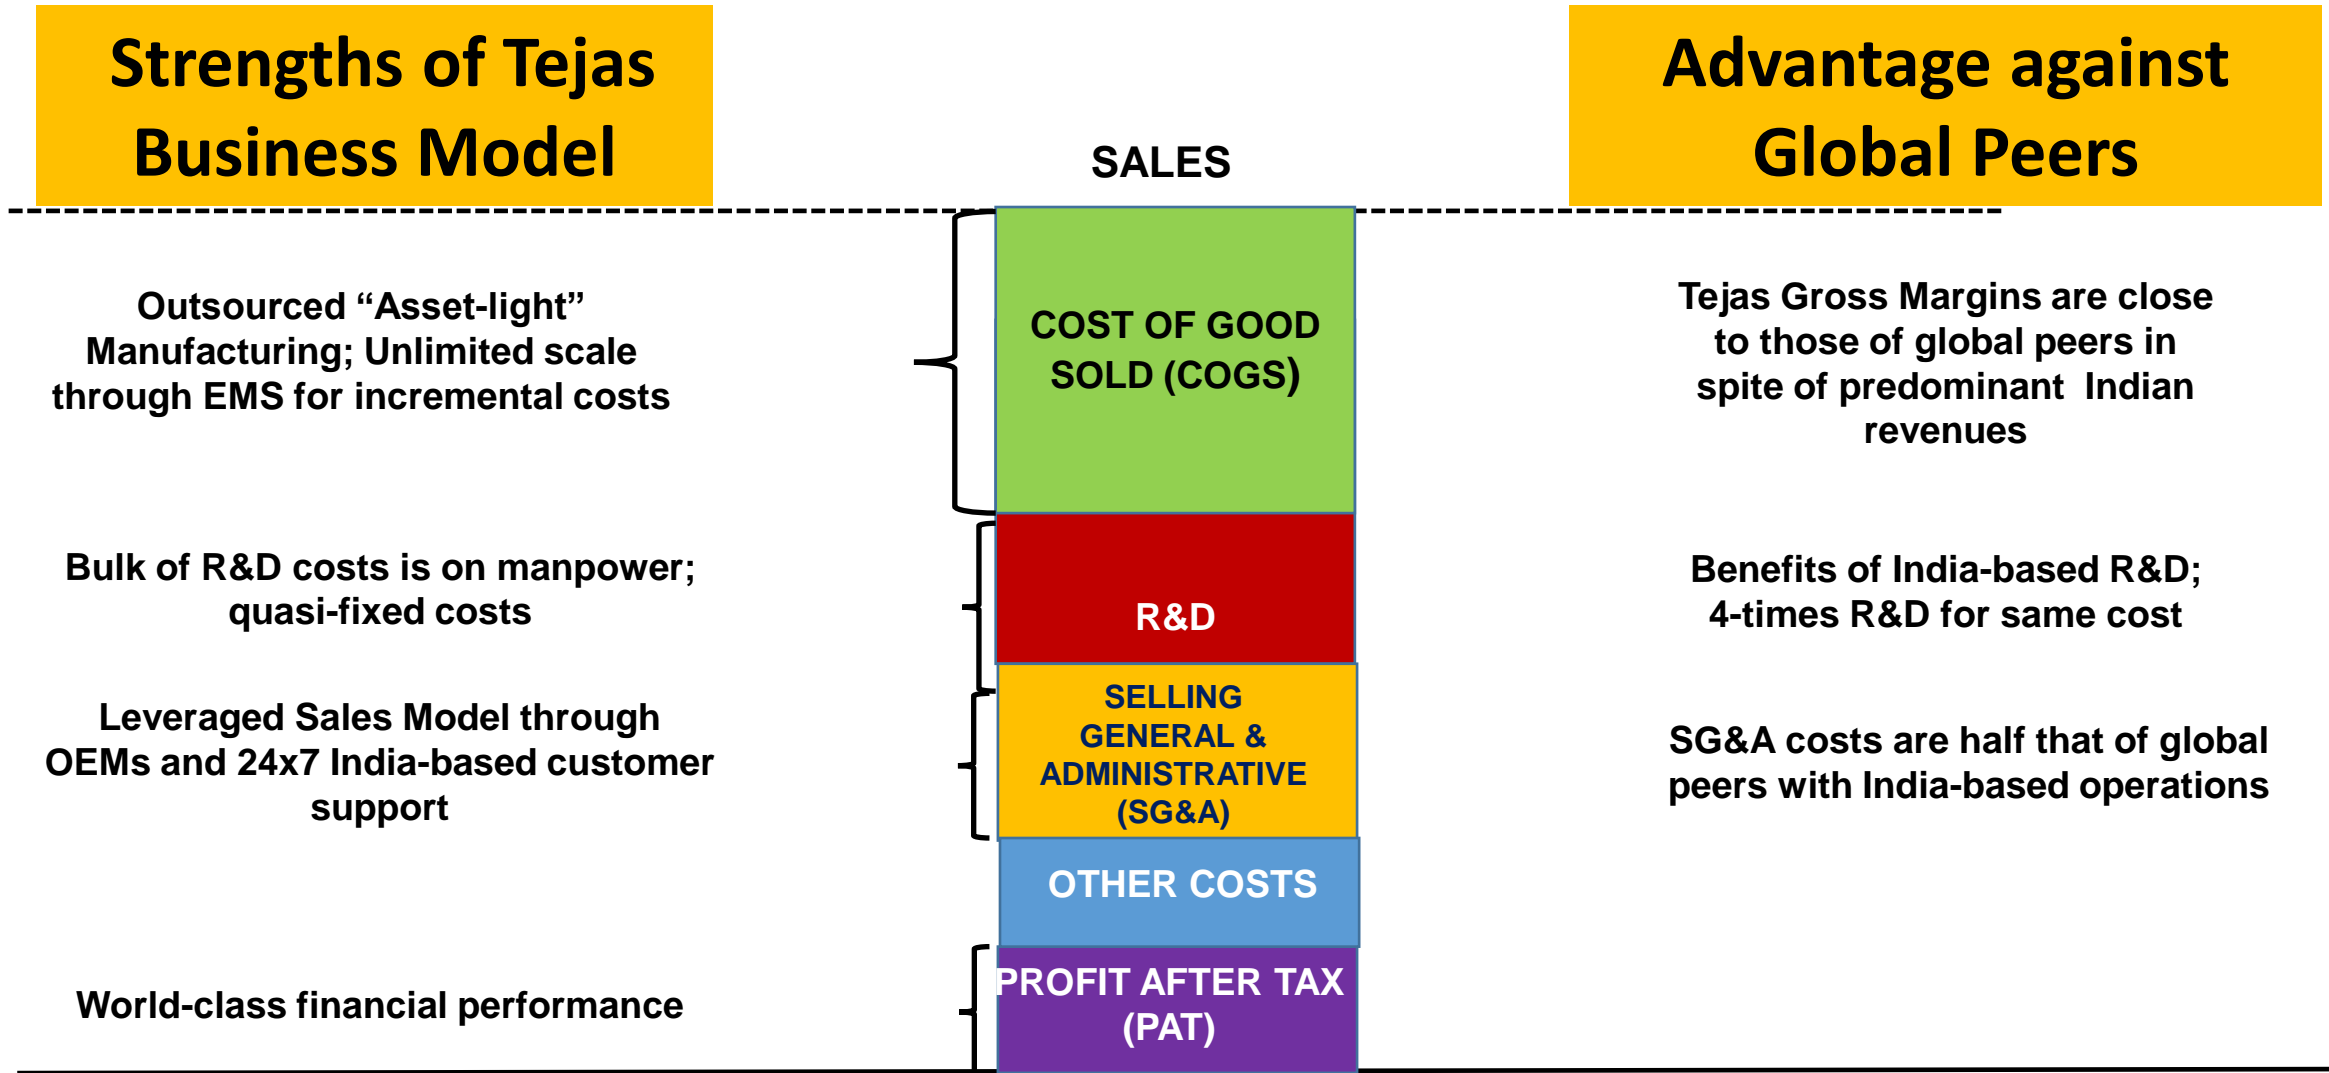 Strengths of Tejas
Business Model
SALES
Advantage against
Global Peers
Outsourced “Asset-light”
Manufacturing; Unlimited scale
through EMS for incremental costs
COST OF GOOD
SOLD (COGS)
Tejas Gross Margins are close
to those of global peers in
spite of predominant  Indian
revenues
Bulk of R&D costs is on manpower;
quasi-fixed costs
R&D
Benefits of India-based R&D;
4-times R&D for same cost
Leveraged Sales Model through
OEMs and 24x7 India-based customer
support
SELLING
GENERAL &
ADMINISTRATIVE
(SG&A)
SG&A costs are half that of global
peers with India-based operations
OTHER COSTS
World-class financial performance
PROFIT AFTER TAX
(PAT)